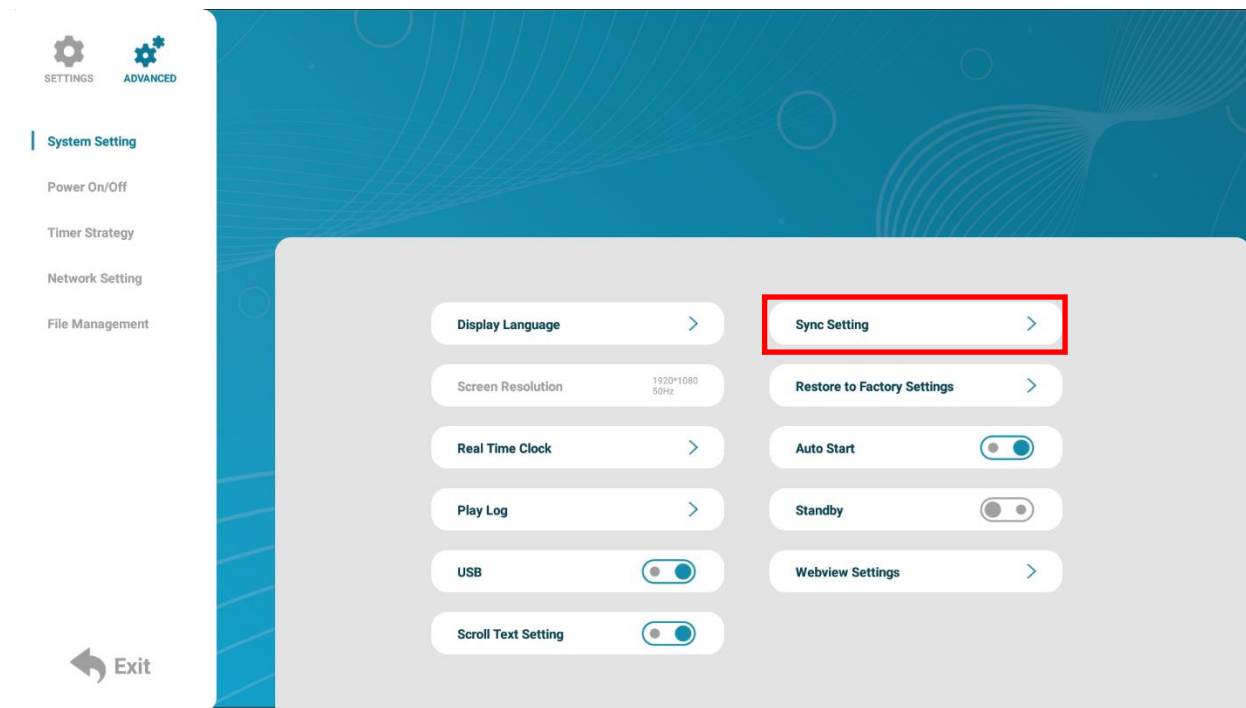 SETTINGS
ADVANCED
System Setting
Power On/Off
Timer Strategy
Network Setting
File Management
Exit
Display Language
Screen Resolution
1920*1080
50Hz
Real Time Clock
Play Log
USB
Scroll Text Setting
Sync Setting
Restore to Factory Settings
Auto Start
Standby
Webview Settings